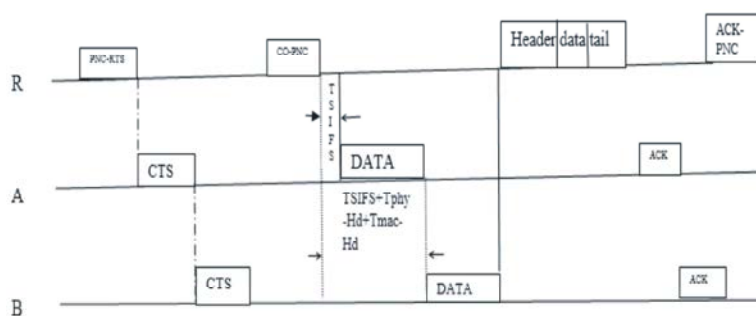 PNC-RTS
CO-PNC
Header data tail
ACK-
PNC
R
T
S
I
F
S
CTS
DATA
ACK
A
TSIFS+Tphy
-Hd+Tmac-
Hd
CTS
DATA
ACK
B